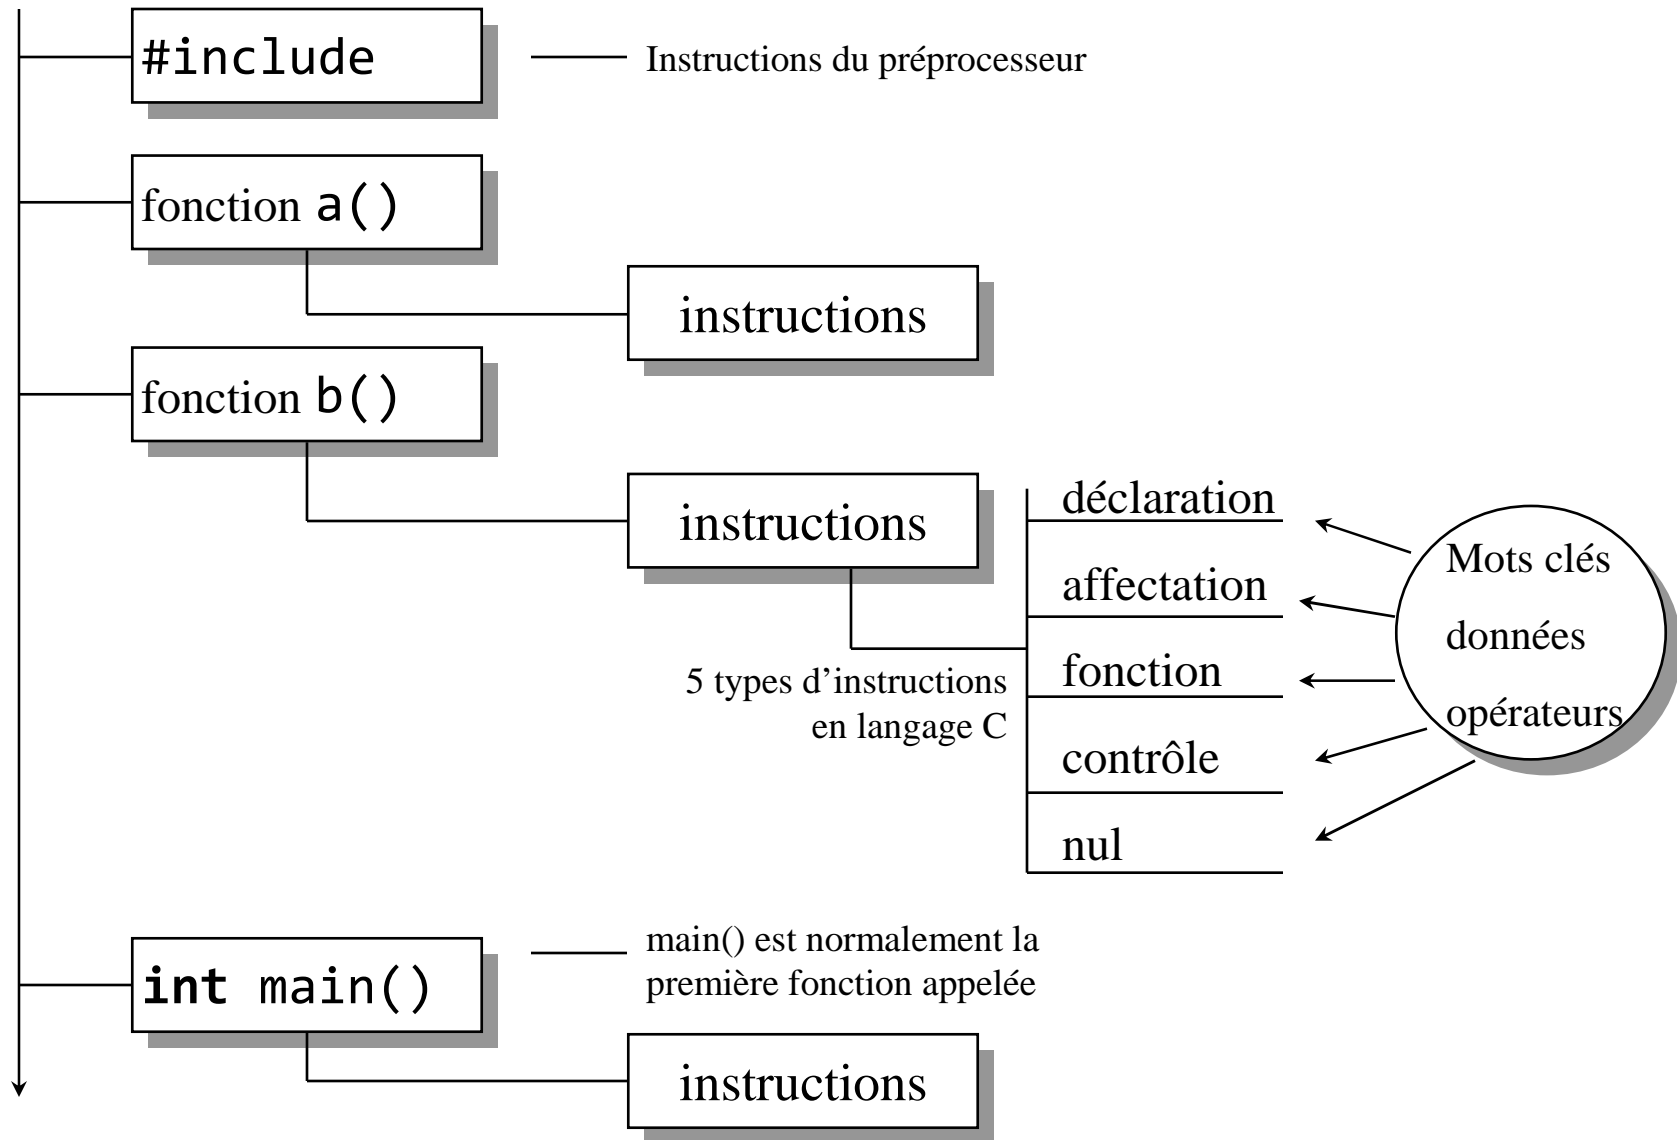 #include
Instructions du préprocesseur
fonction a()
instructions
fonction b()
instructions
déclaration
affectation
fonction
contrôle
nul
5 types d’instructions
en langage C
Mots clés
données
opérateurs
int main()
main() est normalement la
première fonction appelée
instructions